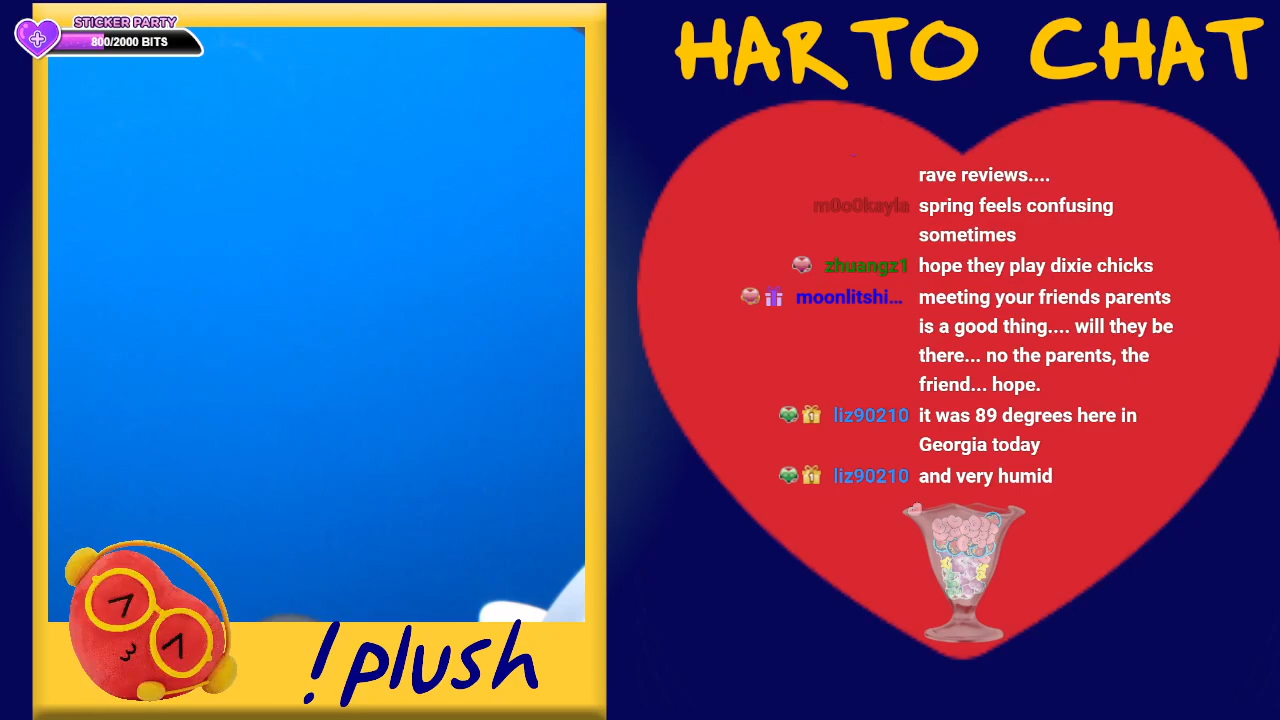 STICKER PARTY
800/2000 BITS
HARTO CHAT
rave reviews....
m0o0kayla spring feels confusing
sometimes
zhuangz1 hope they play dixie chicks
moonlitshi... meeting your friends parents
is a good thing.... will they be
there... no the parents, the
friend... hope.
liz90210 it was 89 degrees here in
Georgia today
liz90210 and very humid
!plush